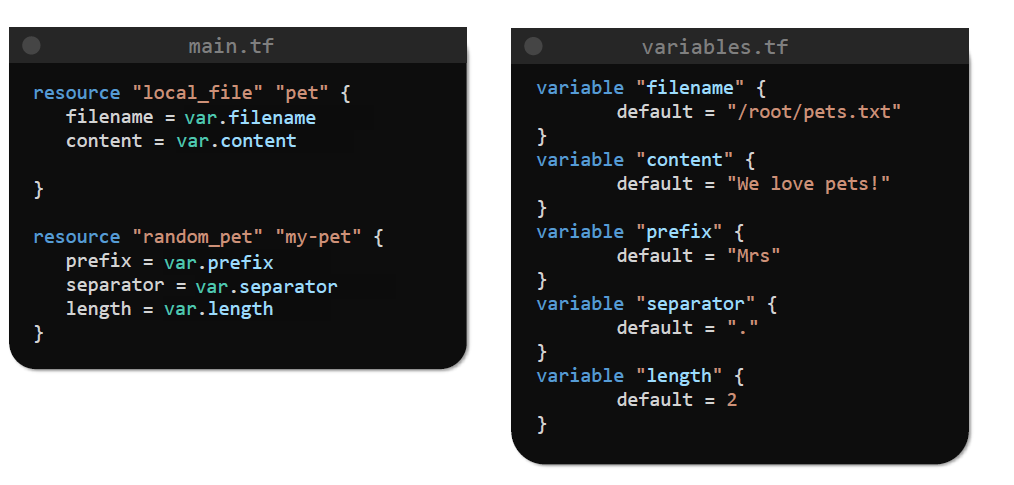 main.tf
resource "local_file" "pet" {
filename = var.filename
content = var.content
}
resource "random_pet" "my-pet" {
prefix = var.prefix
separator = var.separator
length = var.length
}
variables.tf
variable "filename" {
default = "/root/pets.txt"
}
variable "content" {
default = "We love pets!"
}
variable "prefix" {
default = "Mrs"
}
variable "separator" {
default = "."
}
variable "length" {
default = 2
}